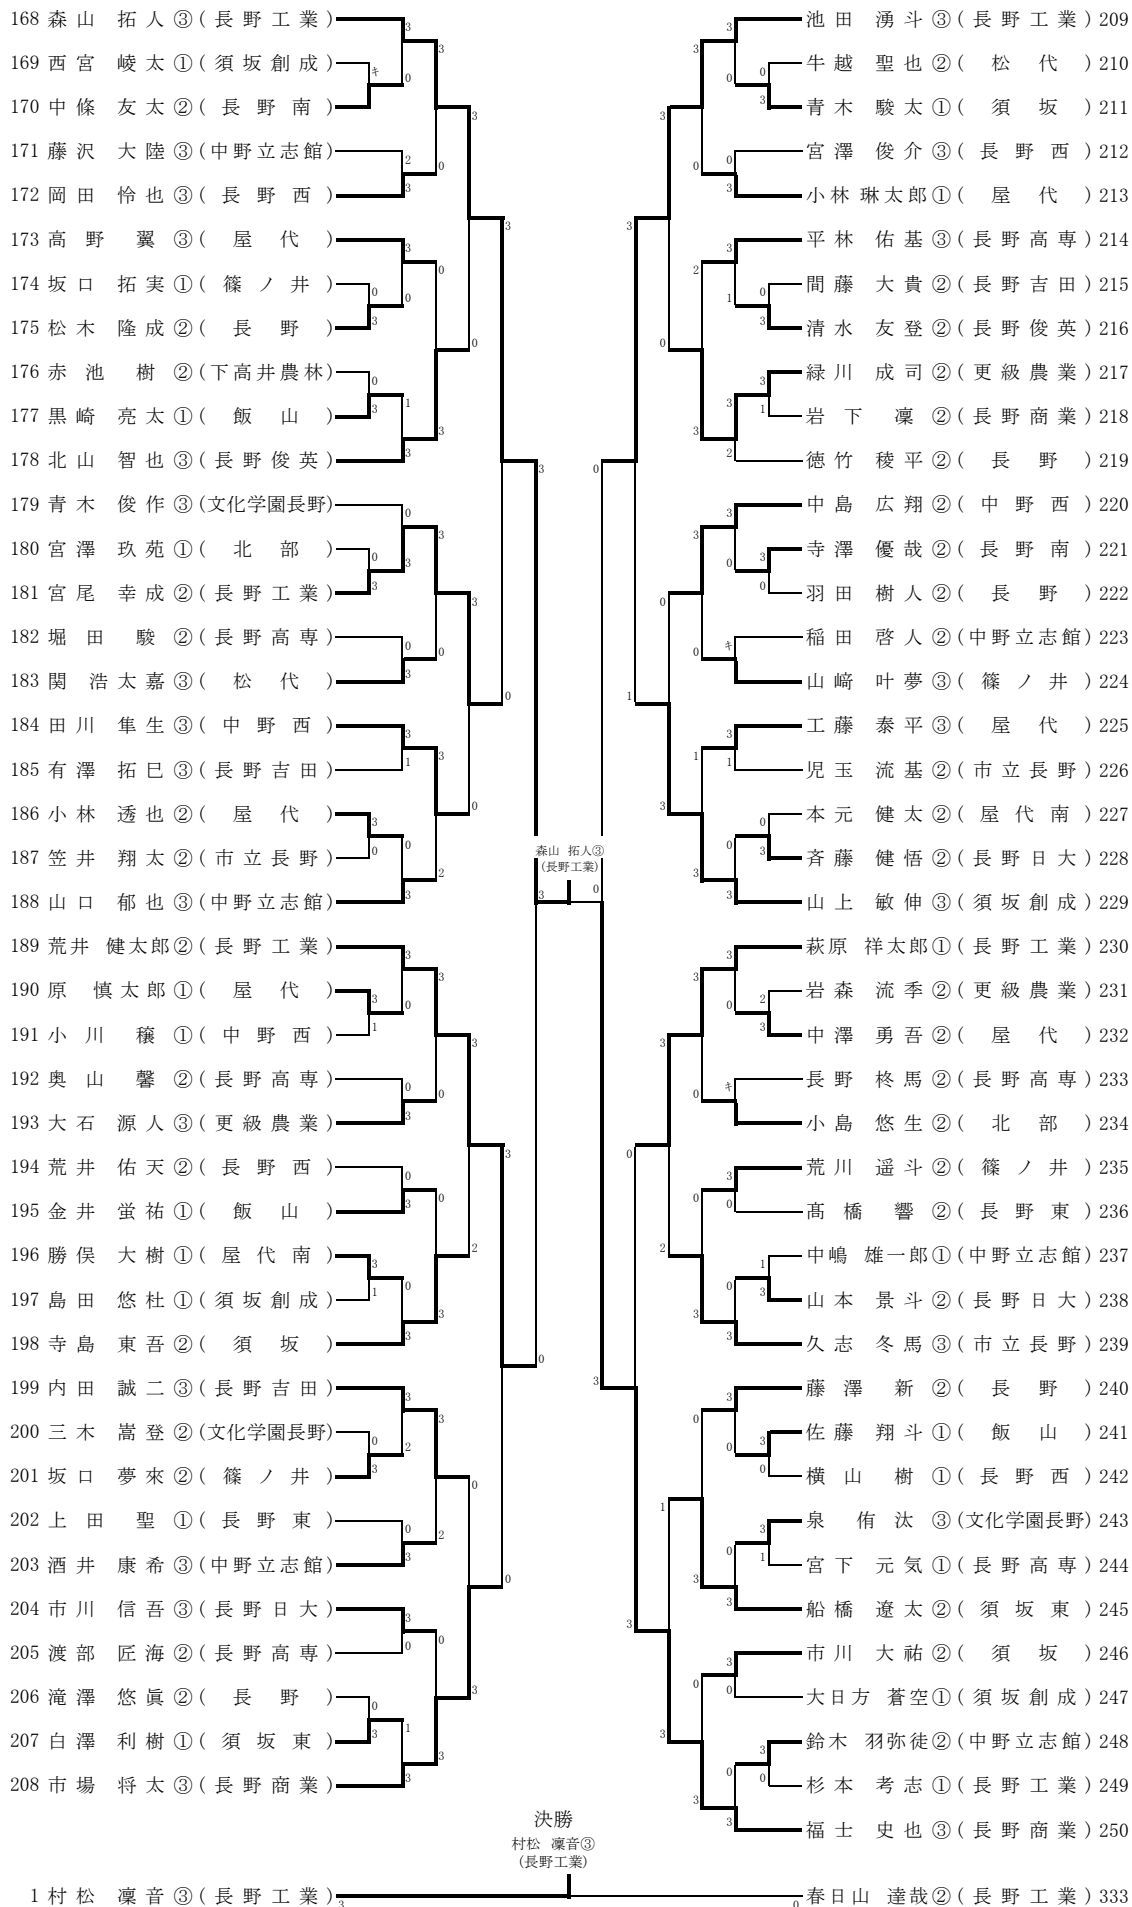 168 森山 拓人 ③ (長野工業)
169 西宮 崚太 ① (須坂創成)
170 中條 友太 ② (長野南)
171 藤沢 大陸 ③ (中野立志館)
172 岡田 怜也 ③ (長野西)
173 高野 翼 ③ (屋代)
174 坂口 拓実 ① (篠ノ井)
175 松木 隆成 ② (長野)
176 赤池 樹 ② (下高井農林)
177 黒崎 亮太 ① (飯山)
178 北山 智也 ③ (長野俊英)
179 青木 俊作 ③ (文化学園長野)
180 宮澤 玖苑 ① (北部)
181 宮尾 幸成 ② (長野工業)
182 堀田 駿 ② (長野高専)
183 関 浩太嘉 ③ (松代)
184 田川 隼生 ③ (中野西)
185 有澤 拓巳 ③ (長野吉田)
186 小林 透也 ② (屋代)
187 笠井 翔太 ② (市立長野)
188 山口 郁也 ③ (中野立志館)
189 荒井 健太郎 ② (長野工業)
190 原 慎太郎 ① (屋代)
191 小川 穣 ① (中野西)
192 奥山 馨 ② (長野高専)
193 大石 源人 ③ (更級農業)
194 荒井 佑天 ② (長野西)
195 金井 蛍祐 ① (飯山)
196 勝俣 大樹 ① (屋代南)
197 島田 悠杜 ① (須坂創成)
198 寺島 東吾 ② (須坂)
199 内田 誠二 ③ (長野吉田)
200 三木 嵩登 ② (文化学園長野)
201 坂口 夢來 ② (篠ノ井)
202 上田 聖 ① (長野東)
203 酒井 康希 ③ (中野立志館)
204 市川 信吾 ③ (長野日大)
205 渡部 匠海 ② (長野高専)
206 滝澤 悠眞 ② (長野)
207 白澤 利樹 ① (須坂東)
208 市場 将太 ③ (長野商業)
森山 拓人③
(長野工業)
池田 湧斗 ③ (長野工業) 209
牛越 聖也 ② (松代) 210
青木 駿太 ① (須坂) 211
宮澤 俊介 ③ (長野西) 212
小林 琳太郎 ① (屋代) 213
平林 佑基 ③ (長野高専) 214
間藤 大貴 ② (長野吉田) 215
清水 友登 ② (長野俊英) 216
緑川 成司 ② (更級農業) 217
岩下 凜 ② (長野商業) 218
徳竹 稜平 ② (長野) 219
中島 広翔 ② (中野西) 220
寺澤 優哉 ② (長野南) 221
羽田 樹人 ② (長野) 222
稲田 啓人 ② (中野立志館) 223
山﨑 叶夢 ③ (篠ノ井) 224
工藤 泰平 ③ (屋代) 225
児玉 流基 ② (市立長野) 226
本元 健太 ② (屋代南) 227
斉藤 健悟 ② (長野日大) 228
山上 敏伸 ③ (須坂創成) 229
萩原 祥太郎 ① (長野工業) 230
岩森 流季 ② (更級農業) 231
中澤 勇吾 ② (屋代) 232
長野 柊馬 ② (長野高専) 233
小島 悠生 ② (北部) 234
荒川 遥斗 ② (篠ノ井) 235
髙橋 響 ② (長野東) 236
中嶋 雄一郎 ① (中野立志館) 237
山本 景斗 ② (長野日大) 238
久志 冬馬 ③ (市立長野) 239
藤澤 新 ② (長野) 240
佐藤 翔斗 ① (飯山) 241
横山 樹 ① (長野西) 242
泉 侑汰 ③ (文化学園長野) 243
宮下 元気 ① (長野高専) 244
船橋 遼太 ② (須坂東) 245
市川 大祐 ② (須坂) 246
大日方 蒼空 ① (須坂創成) 247
鈴木 羽弥徒 ② (中野立志館) 248
杉本 考志 ① (長野工業) 249
福士 史也 ③ (長野商業) 250
決勝
村松 凜音③
(長野工業)
1 村松 凜音 ③ (長野工業) 3
0 春日山 達哉 ② (長野工業) 333